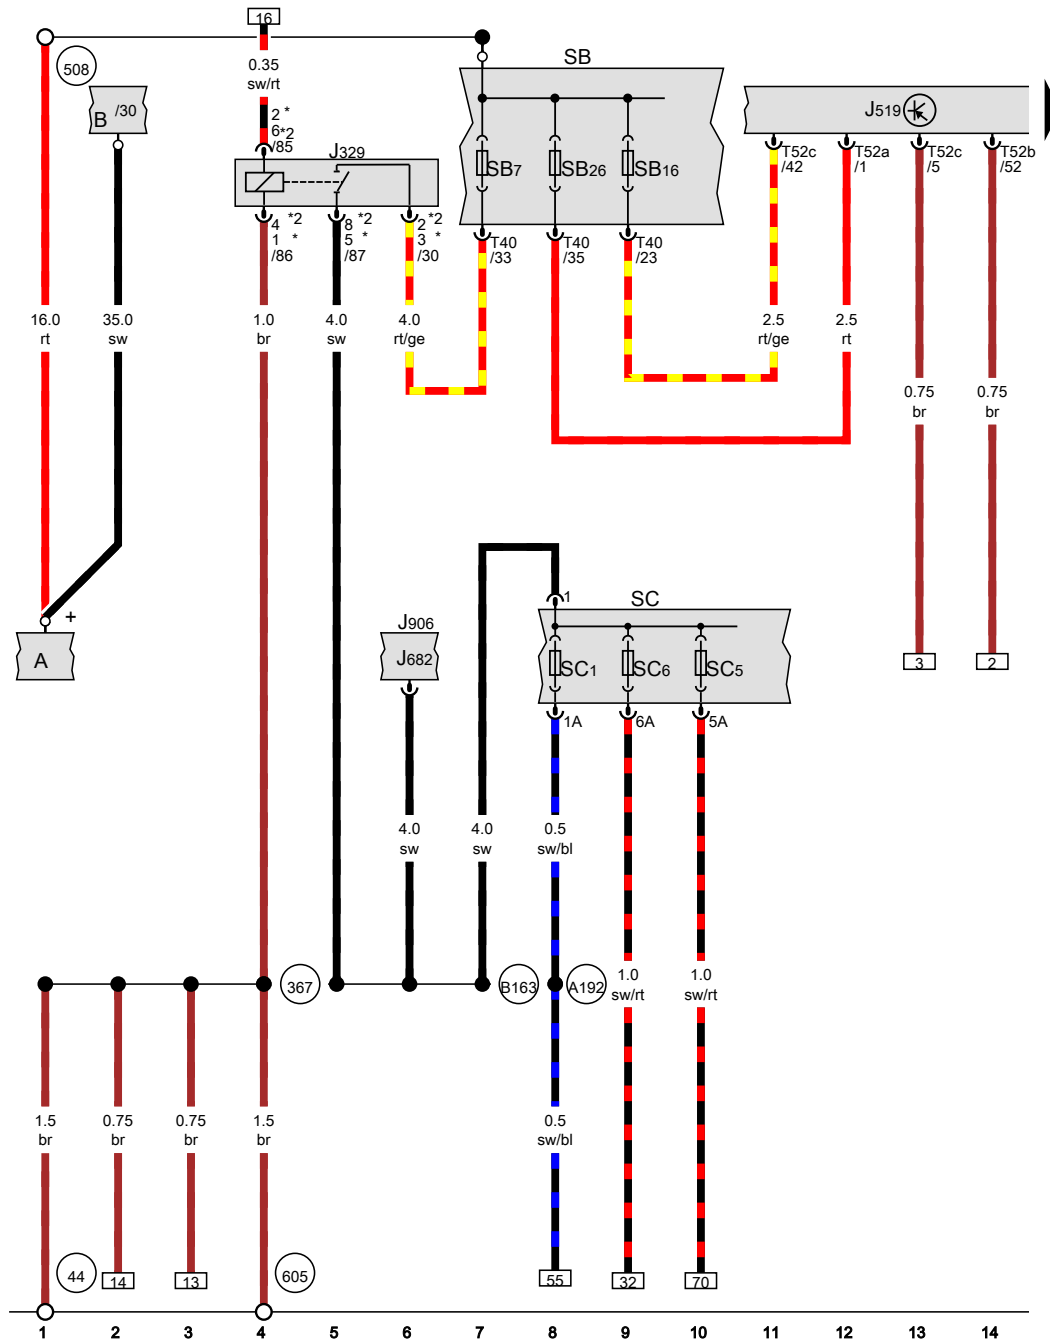 16
508
0.35
sw/rt
SB
B /30
J519
2 *
6 *2
/85
J329
SB7
SB26
SB16
T52c
/42
T52a
/1
T52c
/5
T52b
/52
4 *2
1 *
/86
8 *2
5 *
/87
2 *2
3 *
/30
T40
/33
T40
/35
T40
/23
16.0
rt
35.0
sw
1.0
br
4.0
sw
4.0
rt/ge
2.5
rt/ge
2.5
rt
0.75
br
0.75
br
1
SC
+
A
J906
J682
SC1
SC6
SC5
3
2
1A
6A
5A
4.0
sw
4.0
sw
0.5
sw/bl
367
B163
A192
1.0
sw/rt
1.0
sw/rt
1.5
br
0.75
br
0.75
br
1.5
br
0.5
sw/bl
44
14
13
605
55
32
70
1 2 3 4 5 6 7 8 9 10 11 12 13 14